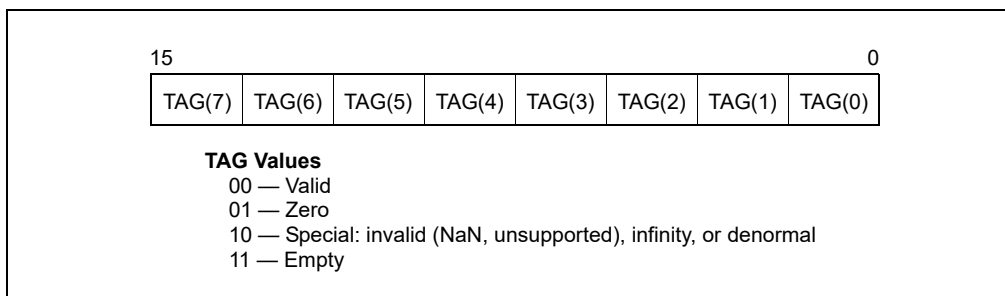 15 0
TAG(7) TAG(6) TAG(5) TAG(4) TAG(3) TAG(2) TAG(1) TAG(0)
TAG Values
00 — Valid
01 — Zero
10 — Special: invalid (NaN, unsupported), infinity, or denormal
11 — Empty